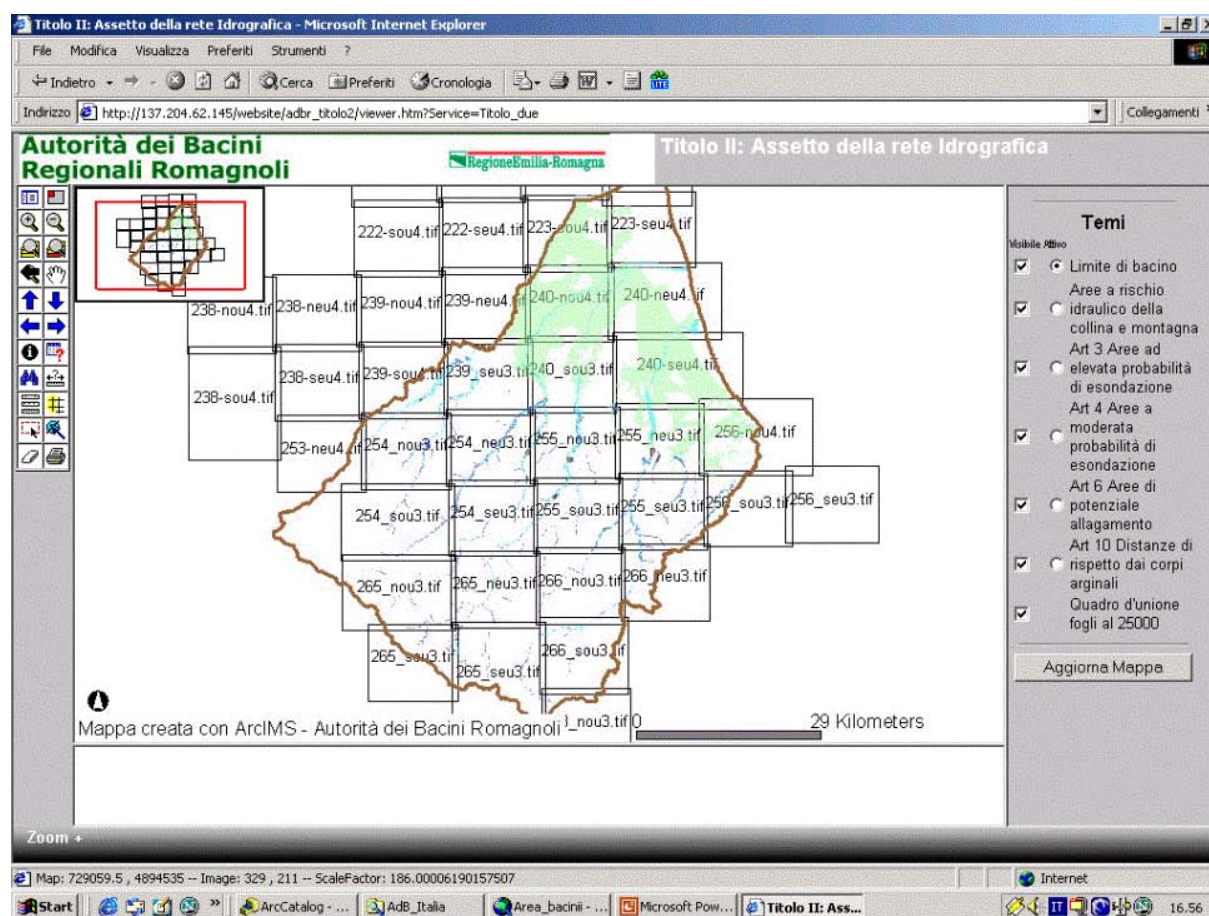 Titolo II: Assetto della rete Idrografica - Microsoft Internet Explorer
File Modifica Visualizza Preferiti Strumenti ?
Indietro Cerca Preferiti Cronologia
Indirizzo http://137.204.62.145/website/adbr_titolo2/viewer.htm?Service=Titolo_due Collegamenti
Autorità dei Bacini
Regionali Romagnoli
RegioneEmilia-Romagna
Titolo II: Assetto della rete Idrografica
222-sou4.tif 222-seu4.tif 223-sou4.tif 223-seu4.tif
238-nou4.tif 238-neu4.tif 239-nou4.tif 239-neu4.tif 240-nou4.tif 240-neu4.tif
238-sou4.tif 238-seu4.tif 239-sou4.tif 239_seu3.tif 240_sou3.tif 240-seu4.tif
253-neu4.tif 254_nou3.tif 254_neu3.tif 255_nou3.tif 255_neu3.tif 256-nou4.tif
254_sou3.tif 254_seu3.tif 255_sou3.tif 255_seu3.tif 256_sou3.tif 256_seu3.tif
265_nou3.tif 265_neu3.tif 266_nou3.tif 266_neu3.tif
265_sou3.tif 265_seu3.tif 266_sou3.tif
_nou3.tif
0 29 Kilometers
Mappa creata con ArcIMS - Autorità dei Bacini Romagnoli
Temi
Visibile Attivo
Limite di bacino
Aree a rischio
idraulico della
collina e montagna
Art 3 Aree ad
elevata probabilità
di esondazione
Art 4 Aree a
moderata
probabilità di
esondazione
Art 6 Aree di
potenziale
allagamento
Art 10 Distanze di
rispetto dai corpi
arginali
Quadro d'unione
fogli al 25000
Aggiorna Mappa
Zoom +
Map: 729059.5 , 4894535 -- Image: 329 , 211 -- ScaleFactor: 186.00006190157507
Internet
Start ArcCatalog - ... AdB_Italia Area_bacinii - ... Microsoft Pow... Titolo II: Ass... IT 16.56